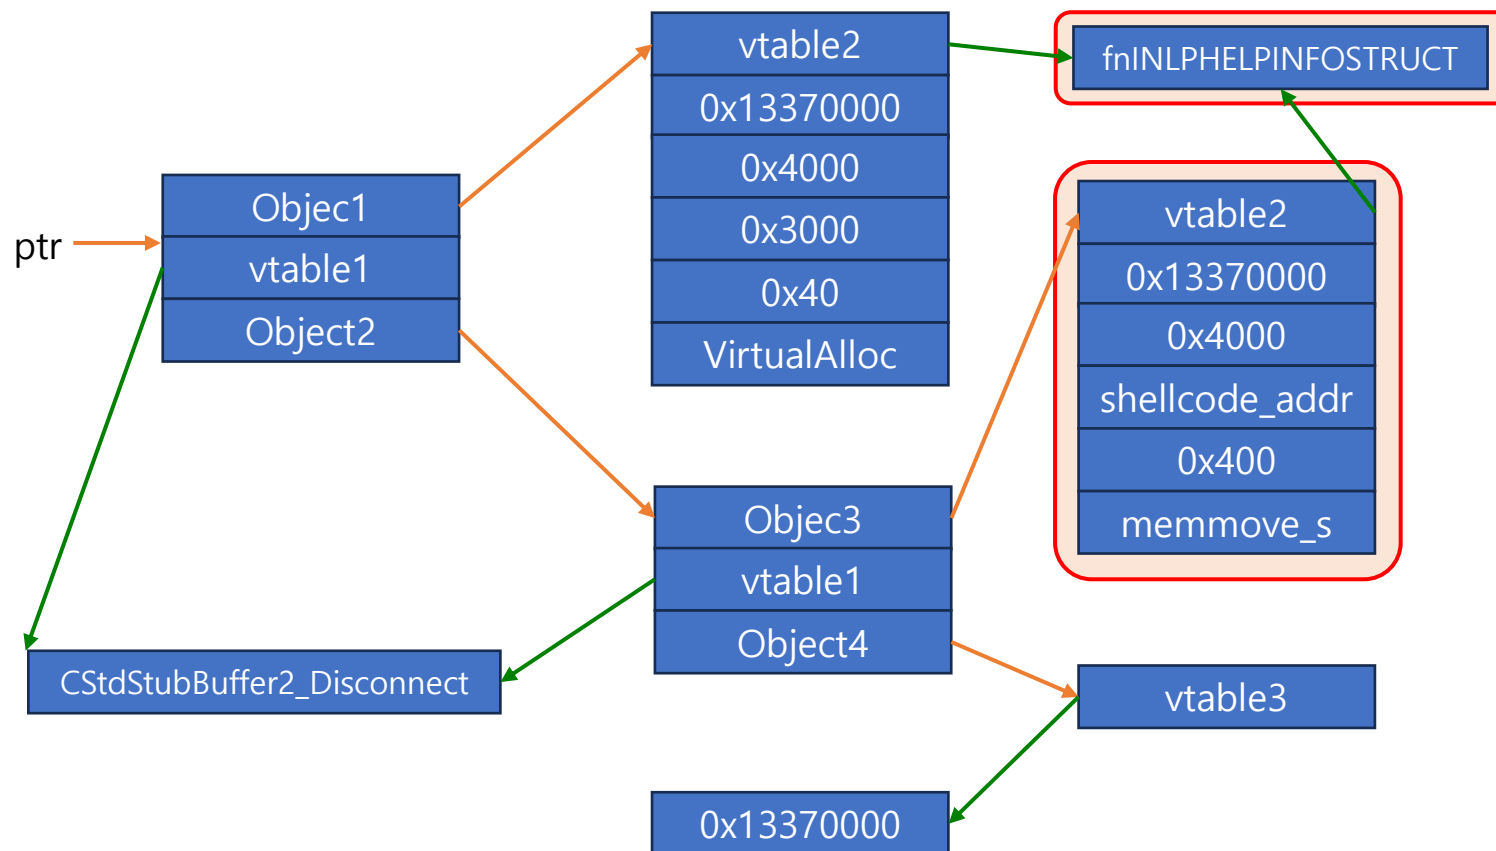 ptr
Objec1
vtable1
Object2
vtable2
0x13370000
0x4000
0x3000
0x40
VirtualAlloc
fnINLPHELPINFOSTRUCT
vtable2
0x13370000
0x4000
shellcode_addr
0x400
memmove_s
Objec3
vtable1
Object4
CStdStubBuffer2_Disconnect
vtable3
0x13370000